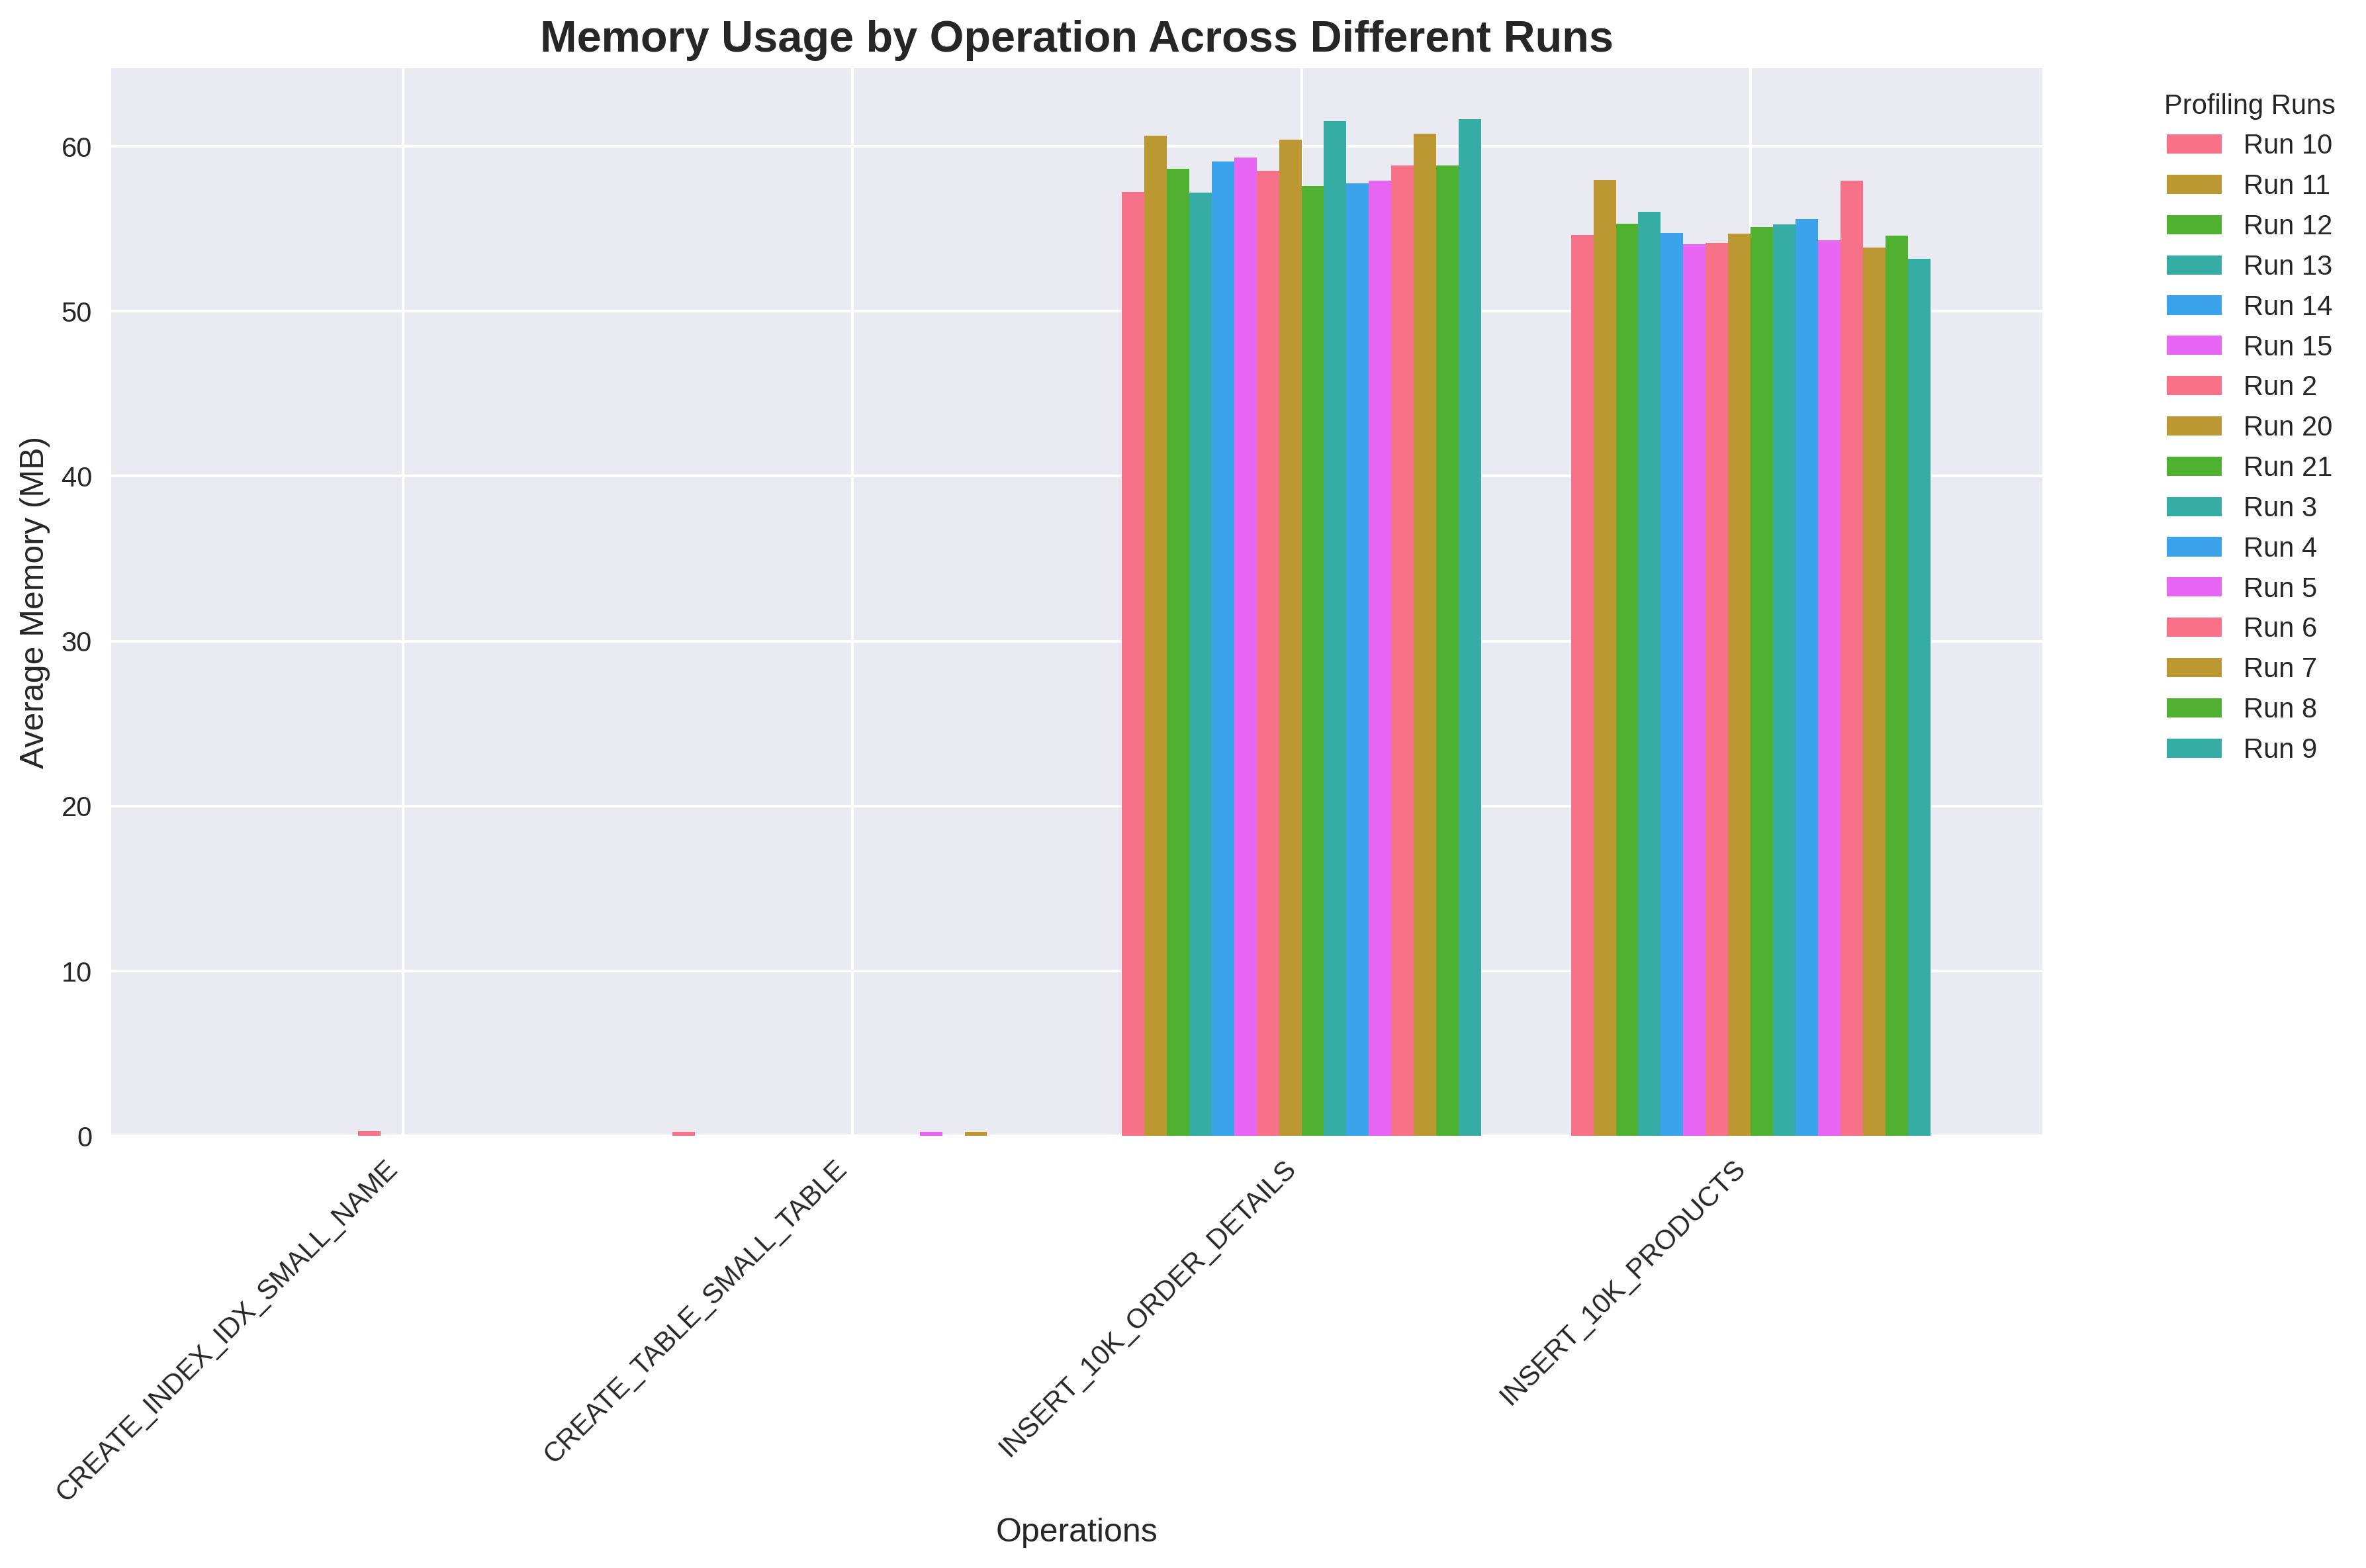 Memory Usage by Operation Across Different Runs
Average Memory (MB)
60
50
40
30
20
10
0
CREATE_INDEX_IDX_SMALL_NAME
CREATE_TABLE_SMALL_TABLE
INSERT_10K_ORDER_DETAILS
INSERT_10K_PRODUCTS
Operations
Profiling Runs
Run 10
Run 11
Run 12
Run 13
Run 14
Run 15
Run 2
Run 20
Run 21
Run 3
Run 4
Run 5
Run 6
Run 7
Run 8
Run 9